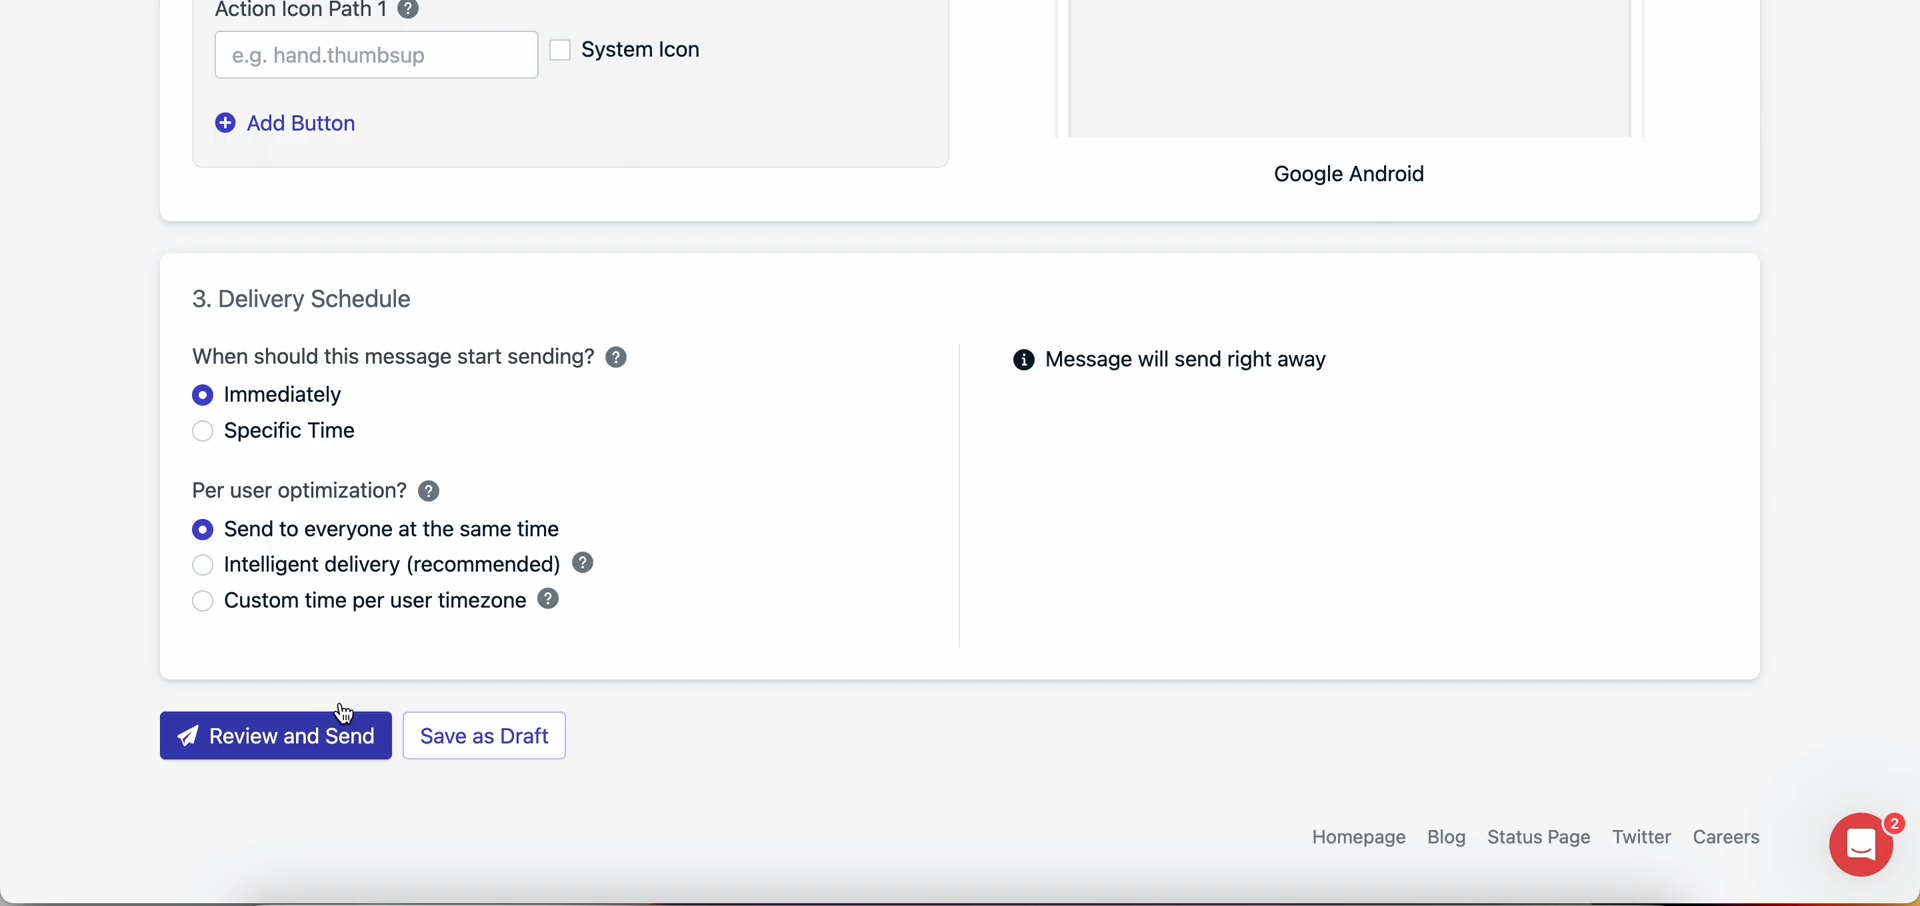 Action Icon Path 1 ?
e.g. hand.thumbsup
System Icon
Add Button
Google Android
3. Delivery Schedule
When should this message start sending? ?
Immediately
Specific Time
Message will send right away
Per user optimization? ?
Send to everyone at the same time
Intelligent delivery (recommended) ?
Custom time per user timezone ?
Review and Send
Save as Draft
Homepage Blog Status Page Twitter Careers
2